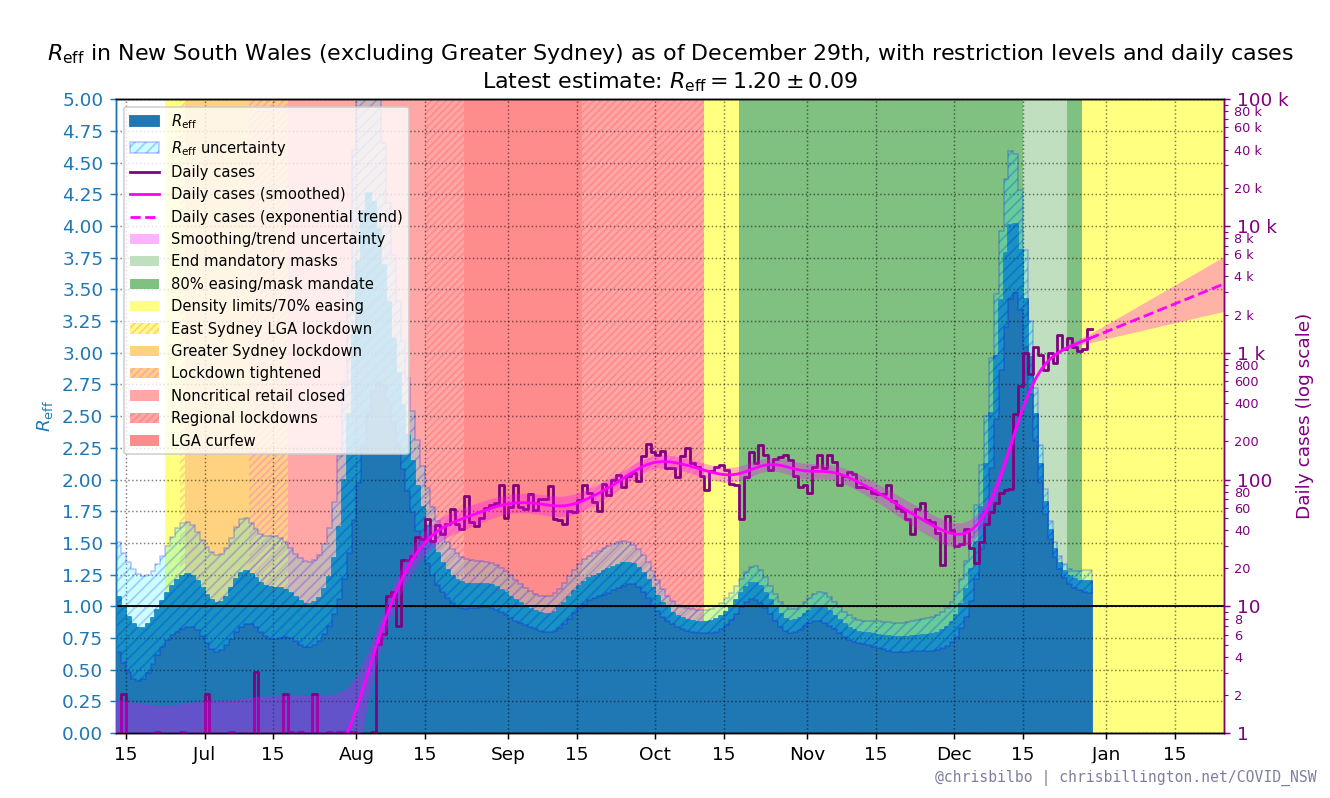 R_eff in New South Wales (excluding Greater Sydney) as of December 29th, with restriction levels and daily cases
Latest estimate: R_eff = 1.20 ± 0.09
R_eff
R_eff uncertainty
Daily cases
Daily cases (smoothed)
Daily cases (exponential trend)
Smoothing/trend uncertainty
End mandatory masks
80% easing/mask mandate
Density limits/70% easing
East Sydney LGA lockdown
Greater Sydney lockdown
Lockdown tightened
Noncritical retail closed
Regional lockdowns
LGA curfew
R_eff
5.00
4.75
4.50
4.25
4.00
3.75
3.50
3.25
3.00
2.75
2.50
2.25
2.00
1.75
1.50
1.25
1.00
0.75
0.50
0.25
0.00
15 Jul 15 Aug 15 Sep 15 Oct 15 Nov 15 Dec 15 Jan 15
100 k
80 k
60 k
40 k
20 k
10 k
8 k
6 k
4 k
2 k
1 k
800
600
400
200
100
80
60
40
20
10
8
6
4
2
1
Daily cases (log scale)
@chrisbilbo | chrisbillington.net/COVID_NSW